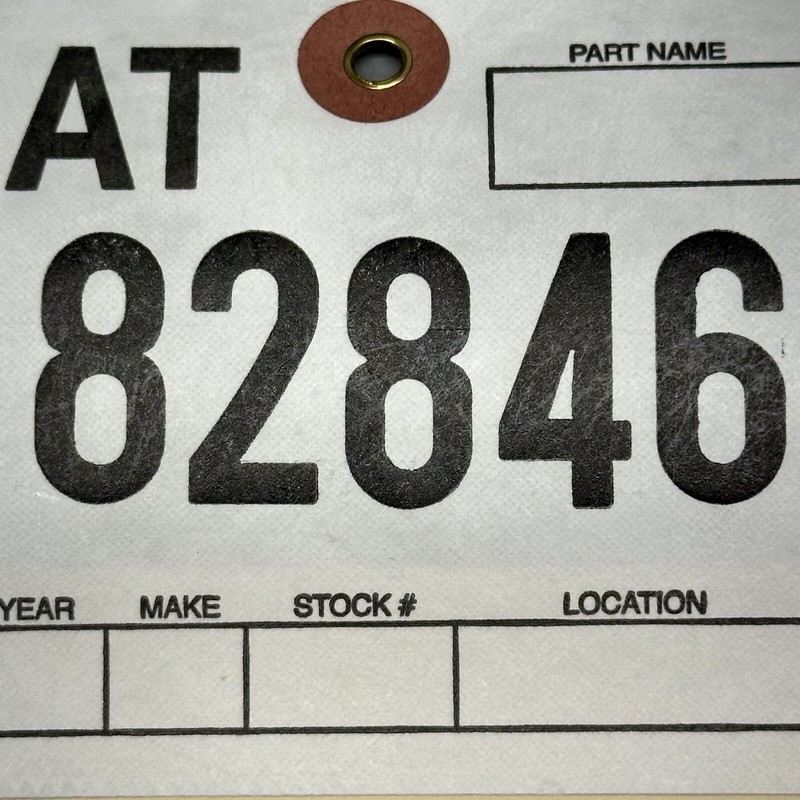 AT
PART NAME
82846
YEAR MAKE STOCK # LOCATION